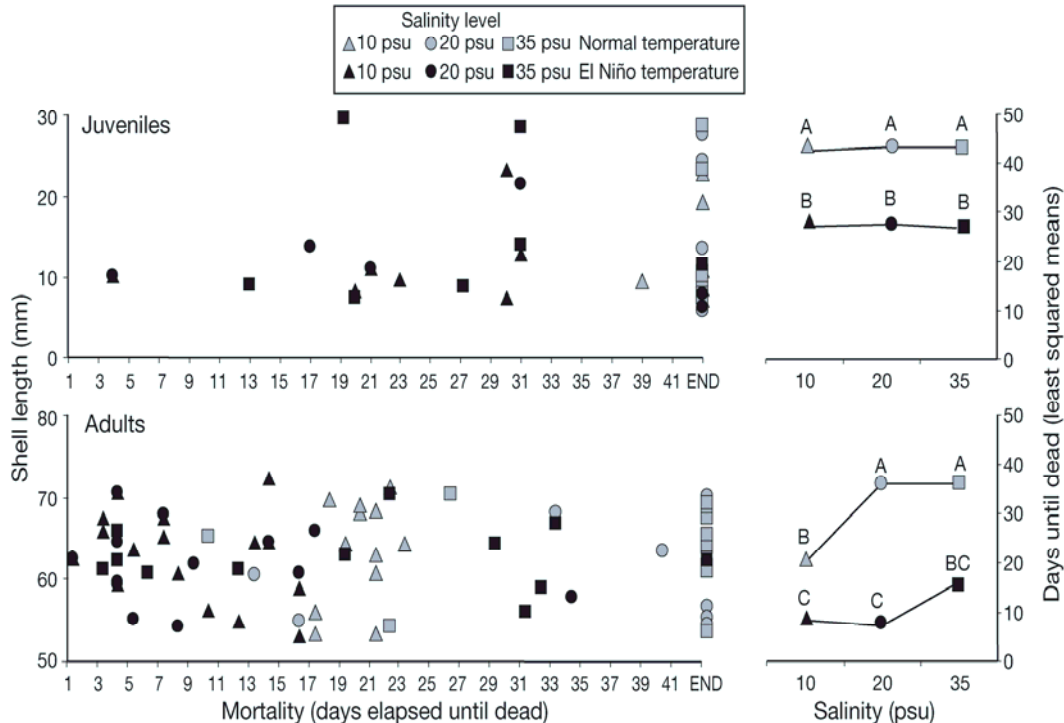 Salinity level
10 psu 20 psu 35 psu Normal temperature
10 psu 20 psu 35 psu El Niño temperature
Juveniles
30
20
10
0
1 3 5 7 9 11 13 15 17 19 21 23 25 27 29 31 33 35 37 39 41 END
A A A
B B B
50
40
30
20
10
0
10 20 35
Shell length (mm)
Days until dead (least squared means)
Adults
80
70
60
50
1 3 5 7 9 11 13 15 17 19 21 23 25 27 29 31 33 35 37 39 41 END
Mortality (days elapsed until dead)
A A
B
BC
C C
50
40
30
20
10
0
10 20 35
Salinity (psu)